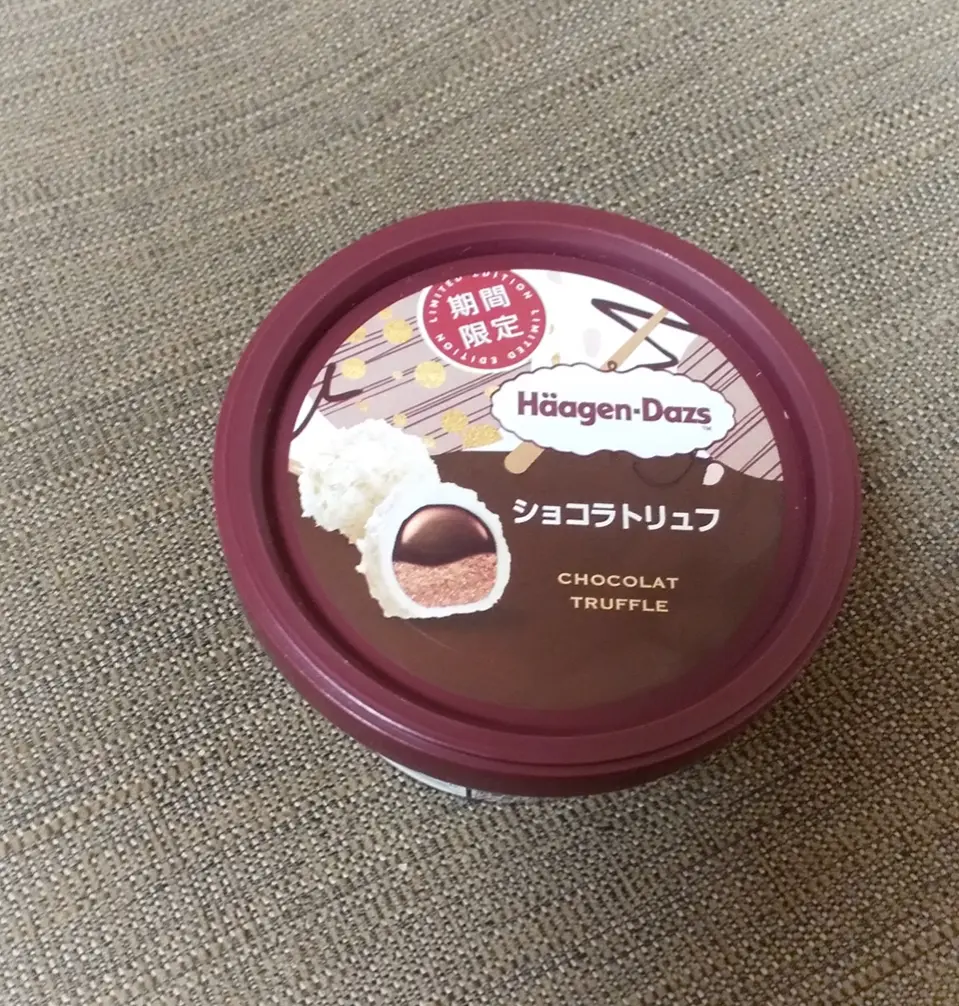 LIMITED EDITION LIMITED EDITION
期間
限定
Häagen-Dazs™
ショコラトリュフ
CHOCOLAT
TRUFFLE